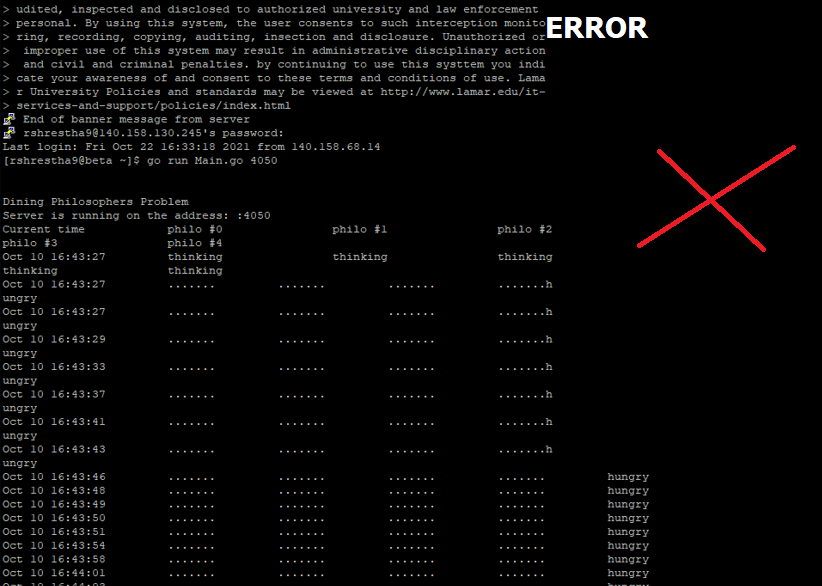 > udited, inspected and disclosed to authorized university and law enforcement
> personal. By using this system, the user consents to such interception monito
ERROR
> ring, recording, copying, auditing, insection and disclosure. Unauthorized or
>  improper use of this system may result in administrative disciplinary action
>  and civil and criminal penalties. by continuing to use this systtem you indi
> cate your awareness of and consent to these terms and conditions of use. Lama
> r University Policies and standards may be viewed at http://www.lamar.edu/it-
> services-and-support/policies/index.html
End of banner message from server
rshrestha9@140.158.130.245's password:
Last login: Fri Oct 22 16:33:18 2021 from 140.158.68.14
[rshrestha9@beta ~]$ go run Main.go 4050
Dining Philosophers Problem
Server is running on the address: :4050
Current time philo #0 philo #1 philo #2
philo #3 philo #4
Oct 10 16:43:27 thinking thinking thinking
thinking thinking
Oct 10 16:43:27 ....... ....... ....... .......h
ungry
Oct 10 16:43:27 ....... ....... ....... .......h
ungry
Oct 10 16:43:29 ....... ....... ....... .......h
ungry
Oct 10 16:43:33 ....... ....... ....... .......h
ungry
Oct 10 16:43:37 ....... ....... ....... .......h
ungry
Oct 10 16:43:41 ....... ....... ....... .......h
ungry
Oct 10 16:43:43 ....... ....... ....... .......h
ungry
Oct 10 16:43:46 ....... ....... ....... ....... hungry
Oct 10 16:43:48 ....... ....... ....... ....... hungry
Oct 10 16:43:49 ....... ....... ....... ....... hungry
Oct 10 16:43:50 ....... ....... ....... ....... hungry
Oct 10 16:43:51 ....... ....... ....... ....... hungry
Oct 10 16:43:54 ....... ....... ....... ....... hungry
Oct 10 16:43:58 ....... ....... ....... ....... hungry
Oct 10 16:44:01 ....... ....... ....... ....... hungry